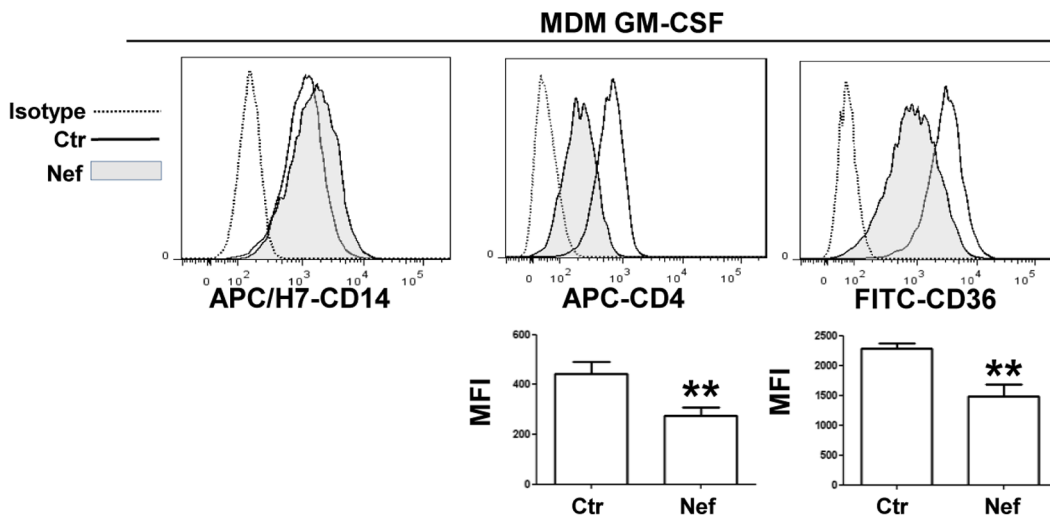 MDM GM-CSF
Isotype
Ctr
Nef
0
0 10² 10³ 10⁴ 10⁵
APC/H7-CD14
0
0 10² 10³ 10⁴ 10⁵
APC-CD4
0
0 10² 10³ 10⁴ 10⁵
FITC-CD36
MFI
600
400
200
0
**
Ctr Nef
MFI
2500
2000
1500
1000
500
0
**
Ctr Nef